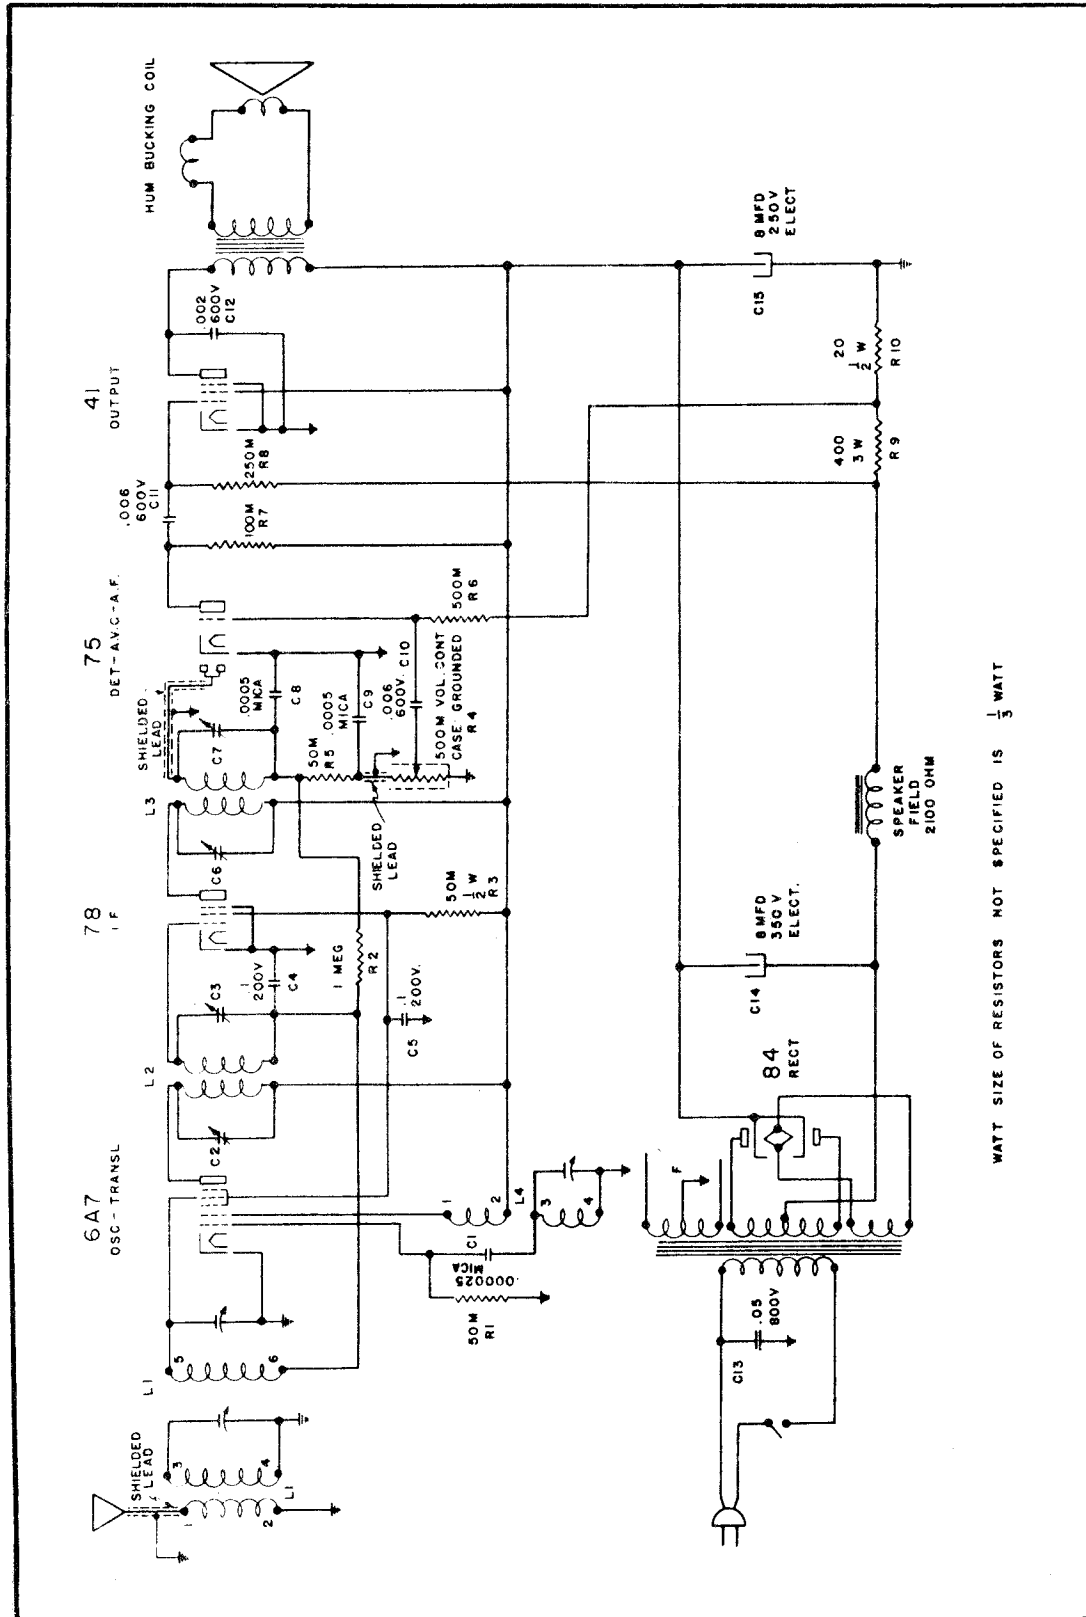 SHIELDED
LEAD
1
2
3
4
L1
L1
5
6
6A7
OSC-TRANSL
C2
L2
C3
.1
200V
C4
78
I F
C6
L3
SHIELDED
LEAD
C7
75
DET-A.V.C-A.F.
.0005
MICA
C8
50M
R5
.0005
MICA
C9
.006
600V.
C10
500M VOL. CONT
CASE GROUNDED
R4
SHIELDED
LEAD
.006
600V
C11
100M
R7
250M
R8
500M
R6
41
OUTPUT
.002
600V
C12
HUM BUCKING COIL
1 MEG
R2
.1
200V.
C5
50M
1/2 W
R3
50M
R1
.000025
MICA
C1
1
2
L4
3
4
C13
.05
800V
F
84
RECT
C14
8 MFD
350 V
ELECT.
SPEAKER
FIELD
2100 OHM
400
3 W
R9
20
1/2 W
R10
C15
8 MFD
250 V
ELECT
WATT SIZE OF RESISTORS NOT SPECIFIED IS 1/3 WATT